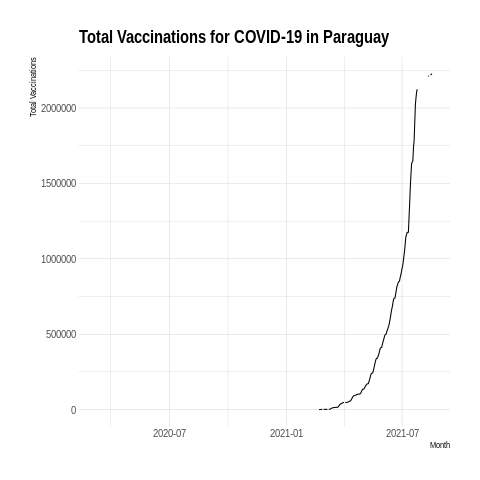 Total Vaccinations for COVID-19 in Paraguay
Total Vaccinations
2000000
1500000
1000000
500000
0
2020-07 2021-01 2021-07
Month